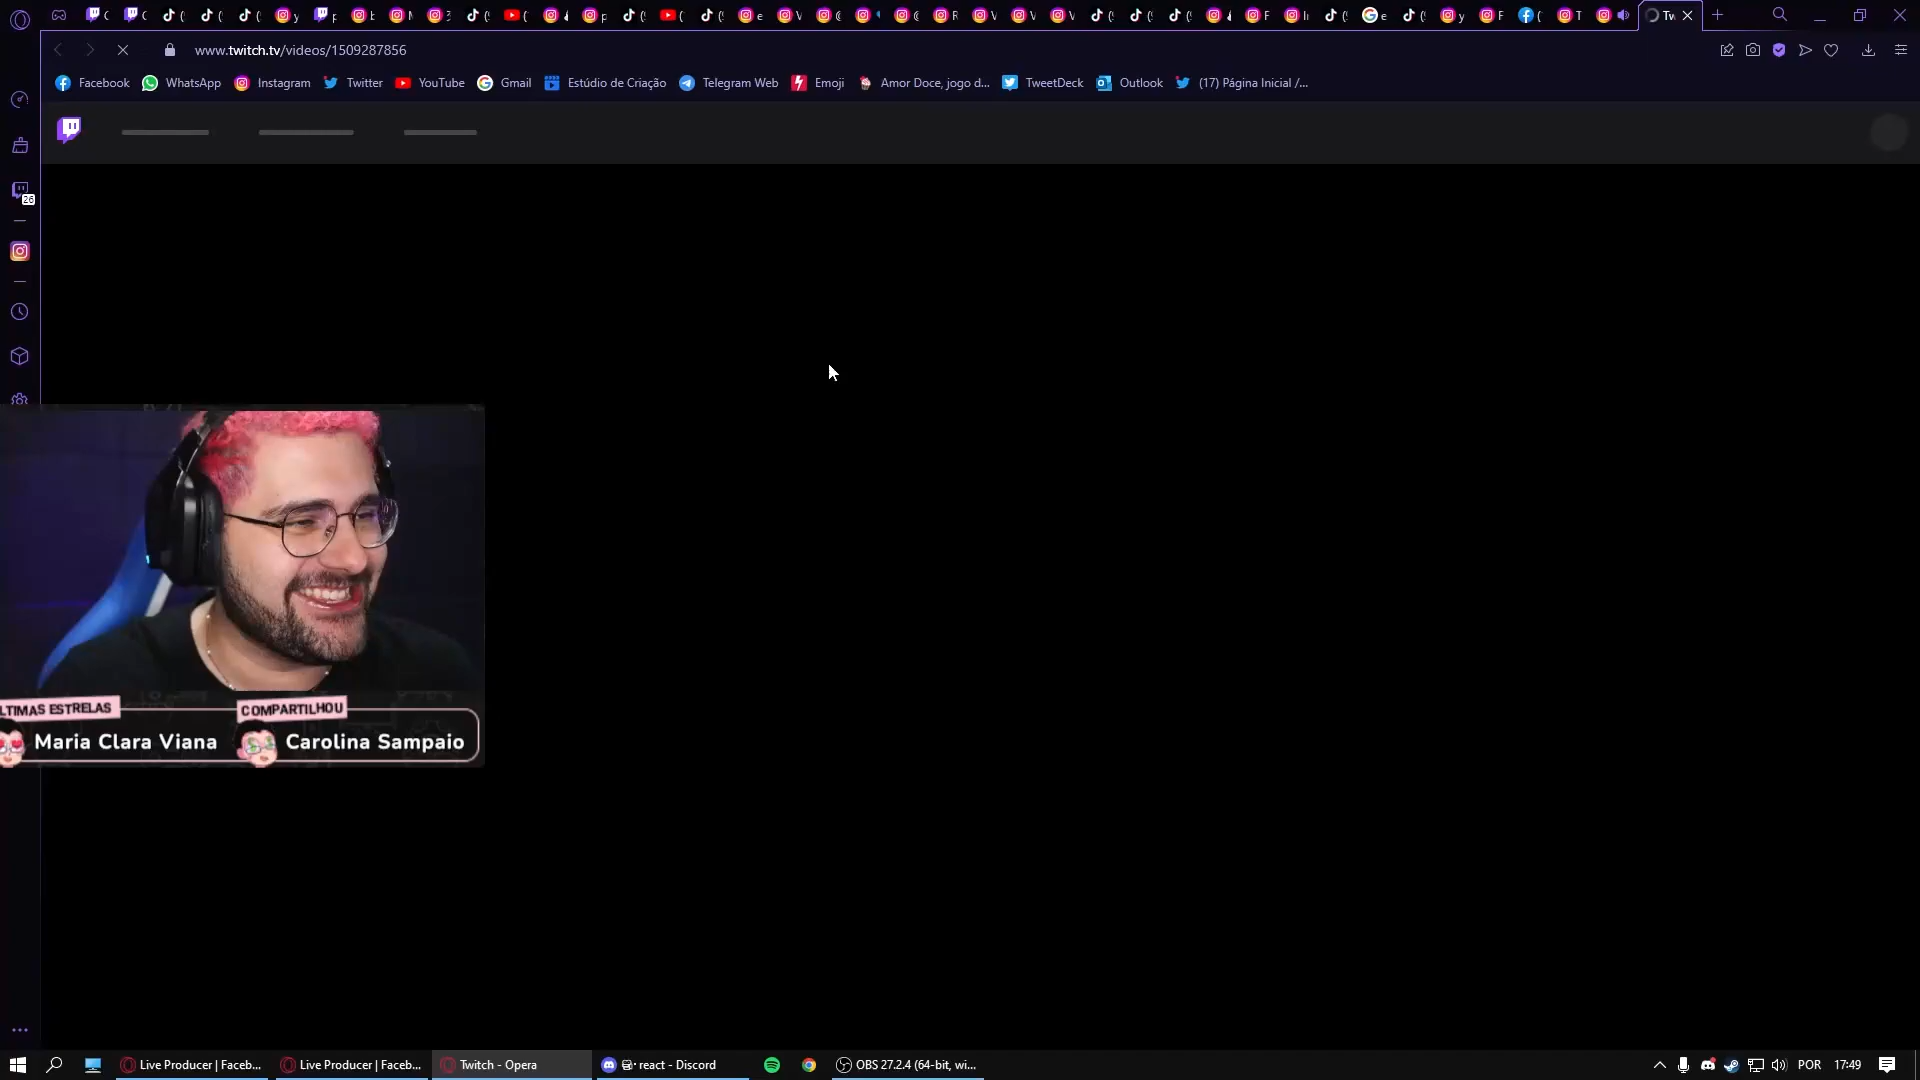 Tw
www.twitch.tv/videos/1509287856
Facebook WhatsApp Instagram Twitter YouTube Gmail Estúdio de Criação Telegram Web Emoji Amor Doce, jogo d... TweetDeck Outlook (17) Página Inicial /...
26
LTIMAS ESTRELAS COMPARTILHOU
Maria Clara Viana Carolina Sampaio
Live Producer | Faceb... Live Producer | Faceb... Twitch - Opera react - Discord OBS 27.2.4 (64-bit, wi... POR 17:49